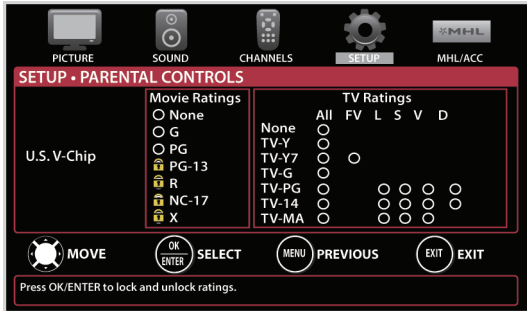 PICTURE SOUND CHANNELS SETUP MHL MHL/ACC
SETUP • PARENTAL CONTROLS
U.S. V-Chip
Movie Ratings
None
G
PG
PG-13
R
NC-17
X
TV Ratings
All FV L S V D
None
TV-Y
TV-Y7
TV-G
TV-PG
TV-14
TV-MA
MOVE OK/ENTER SELECT MENU PREVIOUS EXIT EXIT
Press OK/ENTER to lock and unlock ratings.